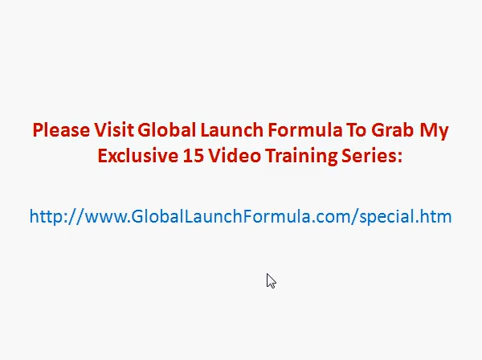 Please Visit Global Launch Formula To Grab My
Exclusive 15 Video Training Series:
http://www.GlobalLaunchFormula.com/special.htm